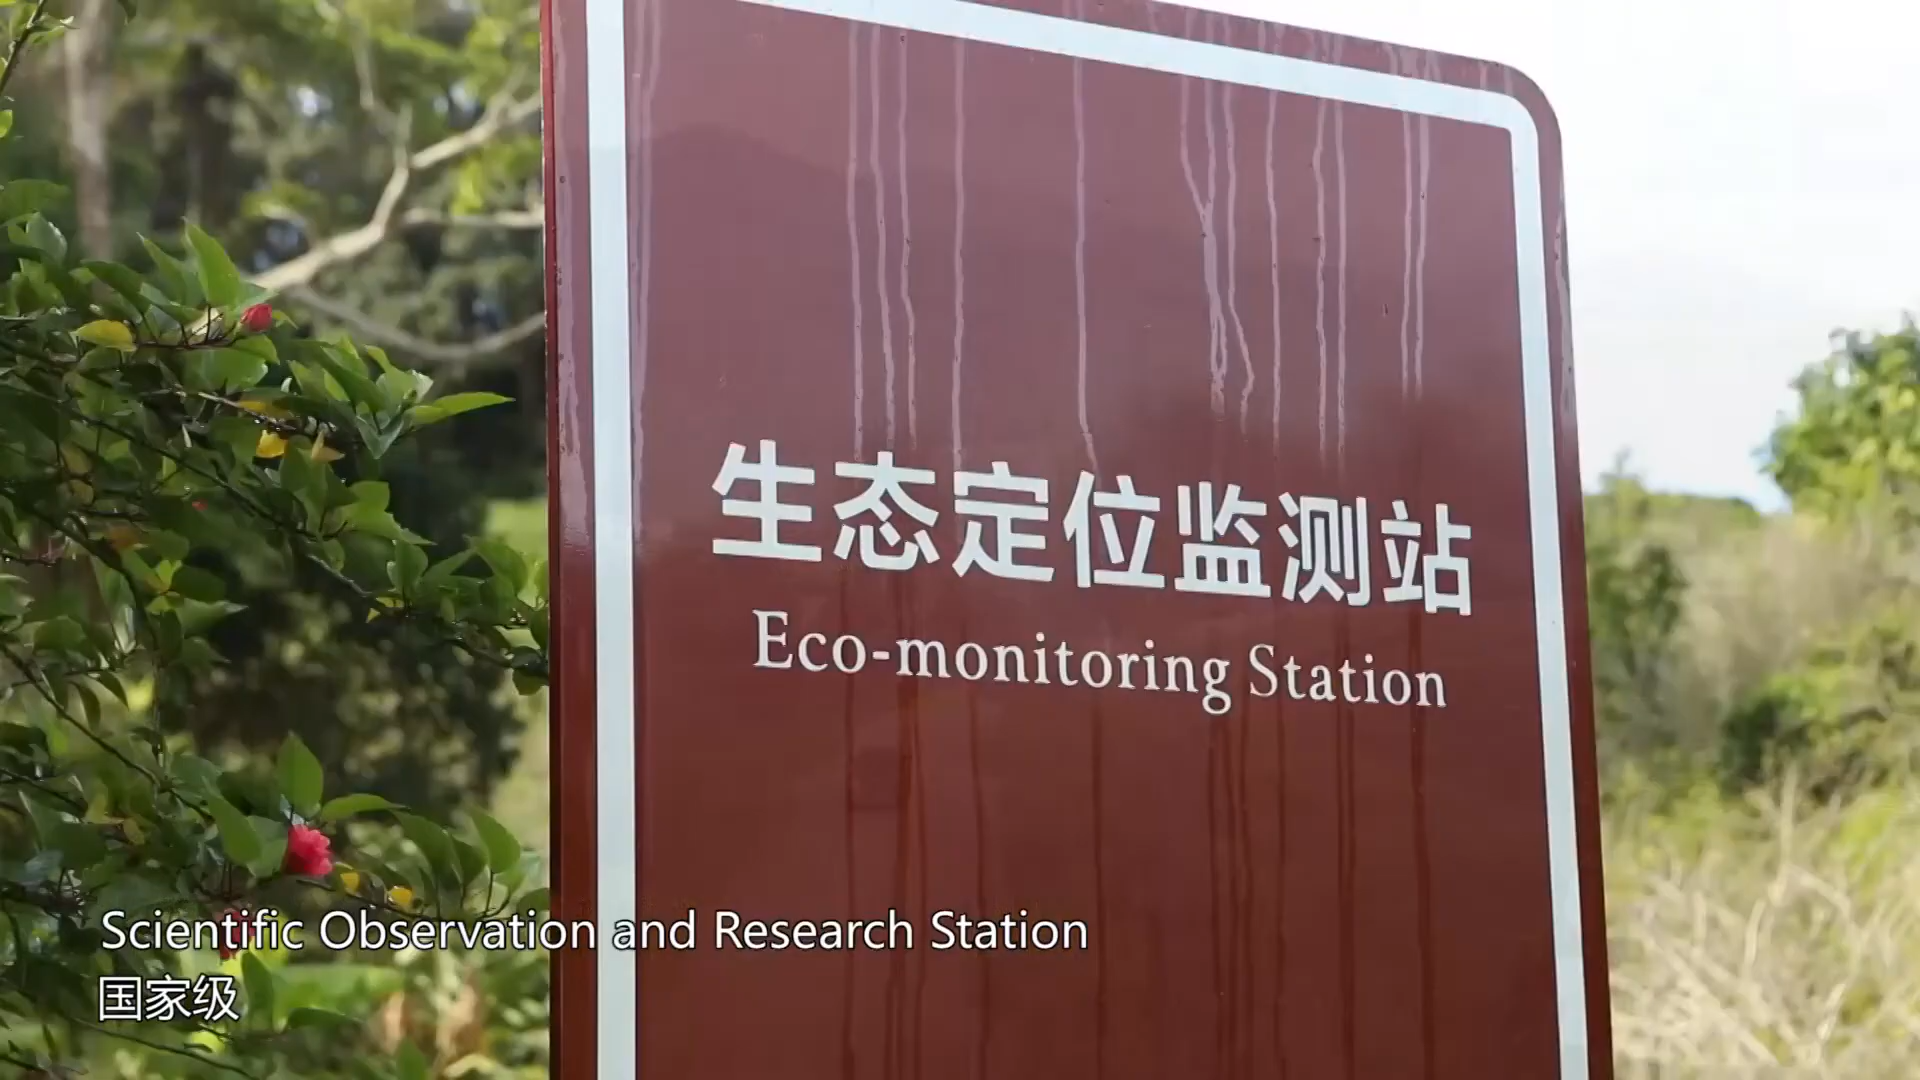 生态定位监测站
Eco-monitoring Station
Scientific Observation and Research Station
国家级